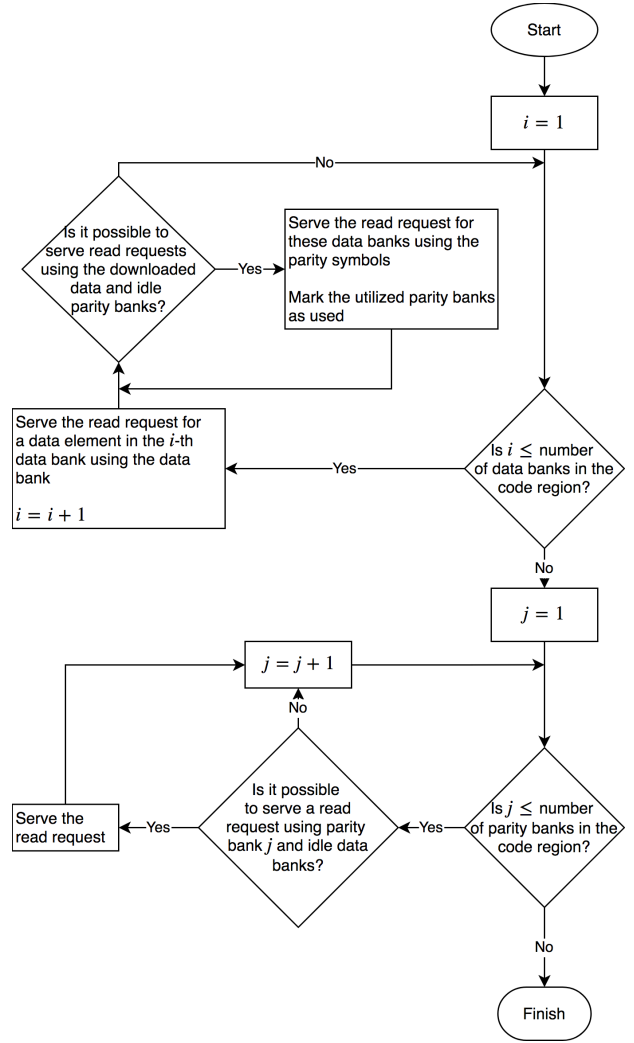 Start
i = 1
No
Is it possible to
serve read requests
using the downloaded
data and idle
parity banks?
Yes
Serve the read request for
these data banks using the
parity symbols
Mark the utilized parity banks
as used
Serve the read request for
a data element in the i-th
data bank using the data
bank
i = i + 1
Yes
Is i ≤ number
of data banks in the
code region?
No
j = 1
j = j + 1
No
Is it possible
to serve a read
request using parity
bank j and idle data
banks?
Yes
Serve the
read request
Yes
Is j ≤ number
of parity banks in the
code region?
No
Finish